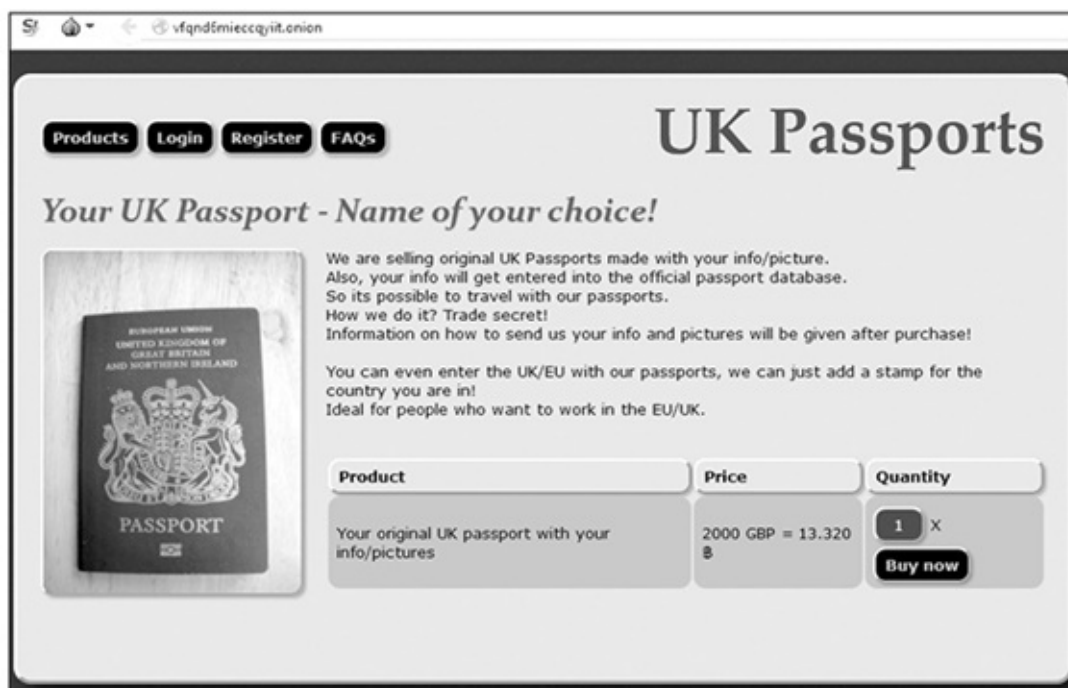 vfqnd6mieccqyiit.onion
Products Login Register FAQs
UK Passports
Your UK Passport - Name of your choice!
EUROPEAN UNION
UNITED KINGDOM OF
GREAT BRITAIN
AND NORTHERN IRELAND
PASSPORT
We are selling original UK Passports made with your info/picture.
Also, your info will get entered into the official passport database.
So its possible to travel with our passports.
How we do it? Trade secret!
Information on how to send us your info and pictures will be given after purchase!
You can even enter the UK/EU with our passports, we can just add a stamp for the
country you are in!
Ideal for people who want to work in the EU/UK.
Product Price Quantity
Your original UK passport with your
info/pictures
2000 GBP = 13.320
฿
1 X
Buy now